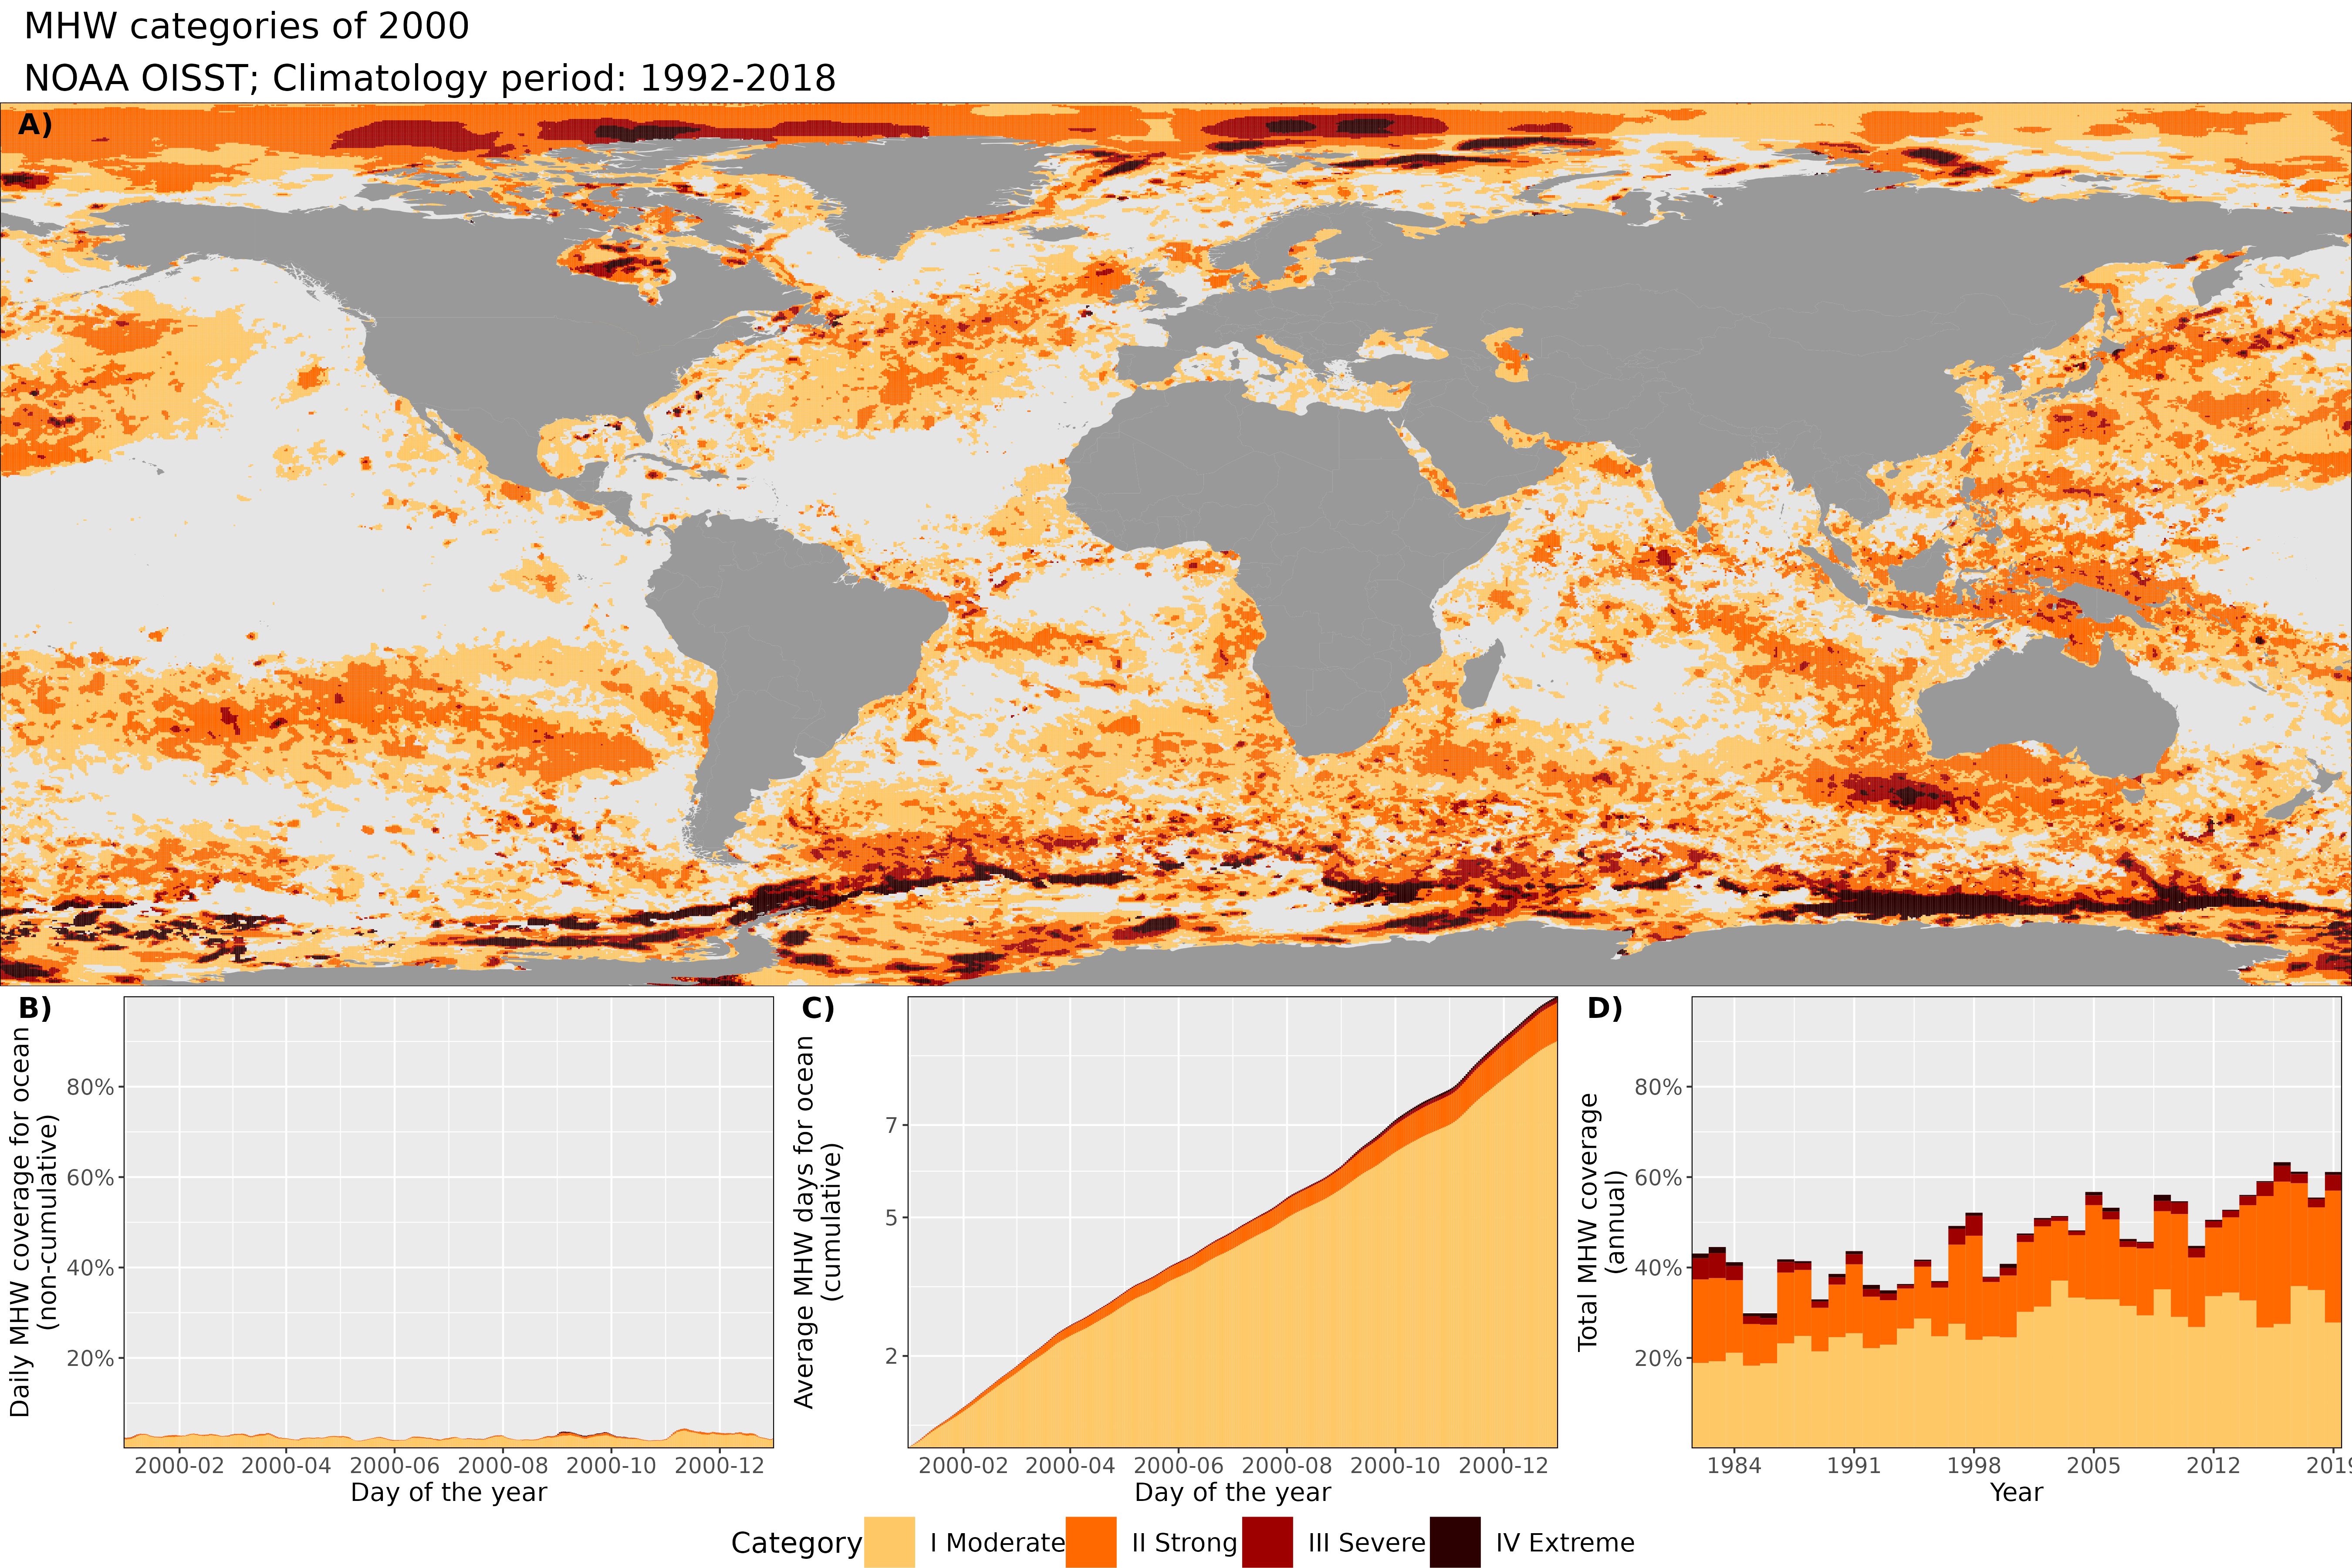 MHW categories of 2000
NOAA OISST; Climatology period: 1992-2018
A)
B)
Daily MHW coverage for ocean
(non-cumulative)
80%
60%
40%
20%
2000-02 2000-04 2000-06 2000-08 2000-10 2000-12
Day of the year
C)
Average MHW days for ocean
(cumulative)
7
5
2
2000-02 2000-04 2000-06 2000-08 2000-10 2000-12
Day of the year
D)
Total MHW coverage
(annual)
80%
60%
40%
20%
1984 1991 1998 2005 2012 2019
Year
Category I Moderate II Strong III Severe IV Extreme